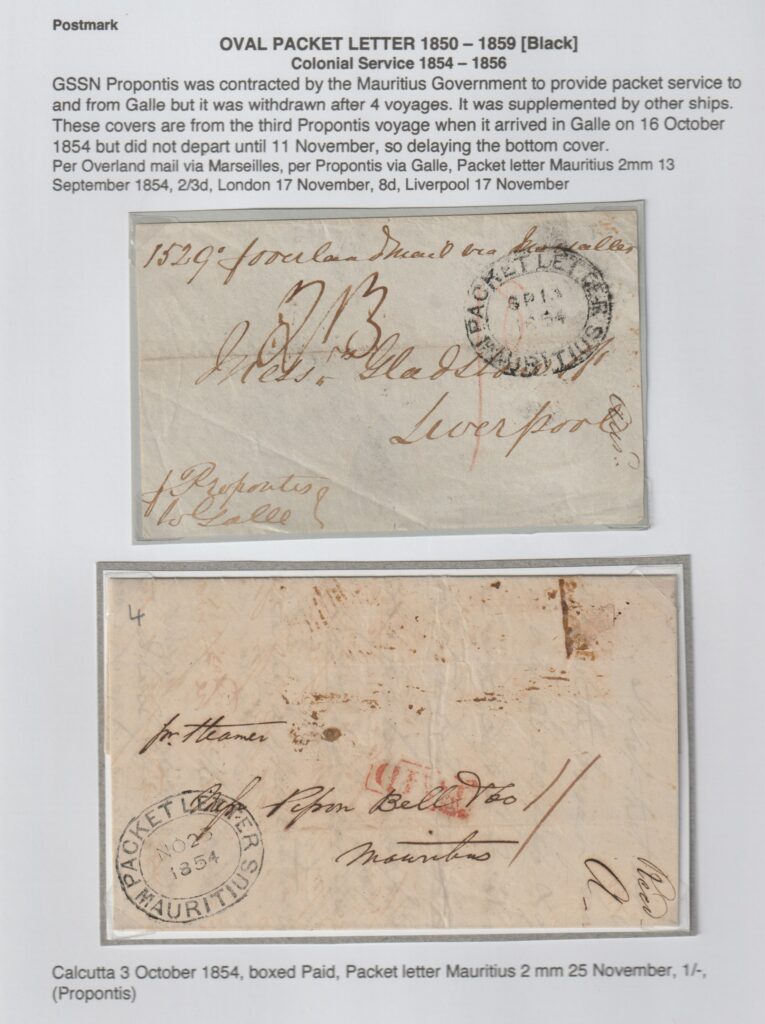 Postmark
OVAL PACKET LETTER 1850 – 1859 [Black]
Colonial Service 1854 – 1856
GSSN Propontis was contracted by the Mauritius Government to provide packet service to
and from Galle but it was withdrawn after 4 voyages. It was supplemented by other ships.
These covers are from the third Propontis voyage when it arrived in Galle on 16 October
1854 but did not depart until 11 November, so delaying the bottom cover.
Per Overland mail via Marseilles, per Propontis via Galle, Packet letter Mauritius 2mm 13
September 1854, 2/3d, London 17 November, 8d, Liverpool 17 November
overland mail via Marseilles
PACKET LETTER
SP 13
MAURITIUS
2/3
Messrs Gladstone
Liverpool
Propontis
to Galle
4
pr. Steamer
PAID
Pipon Bell & Co
1/
Mauritius
PACKET LETTER
NO 25
1854
MAURITIUS
Calcutta 3 October 1854, boxed Paid, Packet letter Mauritius 2 mm 25 November, 1/-,
(Propontis)